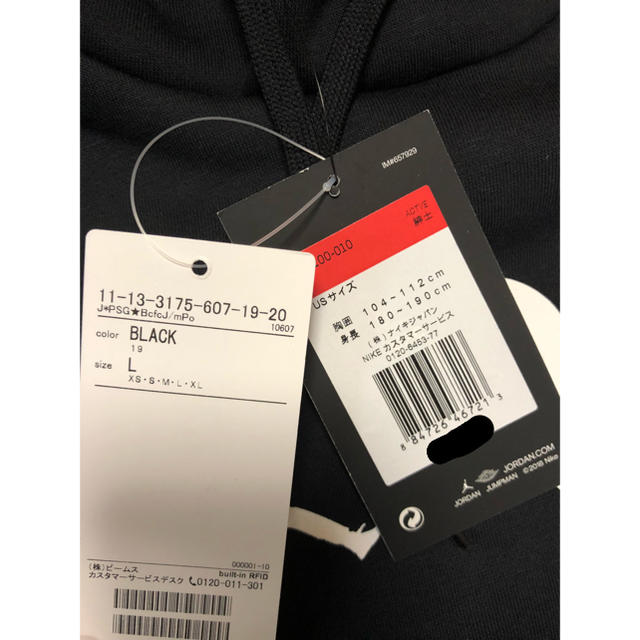 11-13-3175-607-19-20
J*PSG★BcfcJ/mPo
10607
color BLACK
19
size L
XS・S・M・L・XL
000001-10
(株)ビームス
built-in RFID
カスタマーサービスデスク 0120-011-301
IM#657929
ACTVE
紳士
100-010
USサイズ
胸囲 104~112cm
身長 180~190cm
(株)ナイキジャパン
NIKE カスタマーサービス
0120-6453-77
8 84726 46721 3
JORDAN.COM
JORDAN JUMPMAN ©2016 Nike